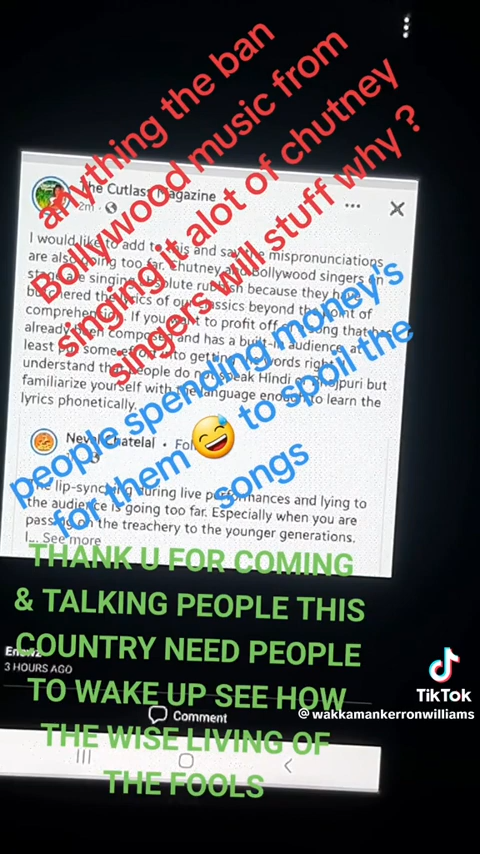 anything the ban
Bollywood music from
singing it alot of chutney
singers will stuff why ?
The Cutlass Magazine
2m
I would like to add to this and say the mispronunciations
are also going too far. Chutney and Bollywood singers on
stage are singing absolute rubbish because they have
butchered the lyrics of our classics beyond the point of
comprehension. If you want to profit off a song that has
already been composed and has a built-in audience at
least put some effort into getting the words right.
understand that people do not speak Hindi or Bhojpuri but
familiarize yourself with the language enough to learn the
lyrics phonetically.
people spending money's
for them 😅 to spoil the
songs
Neval Chatelal • Fol
The lip-synching during live performances and lying to
the audience is going too far. Especially when you are
passing on the treachery to the younger generations.
I... See more
THANK U FOR COMING
& TALKING PEOPLE THIS
COUNTRY NEED PEOPLE
TO WAKE UP SEE HOW
THE WISE LIVING OF
THE FOOLS
3 HOURS AGO
Comment
TikTok
@wakkamankerronwilliams